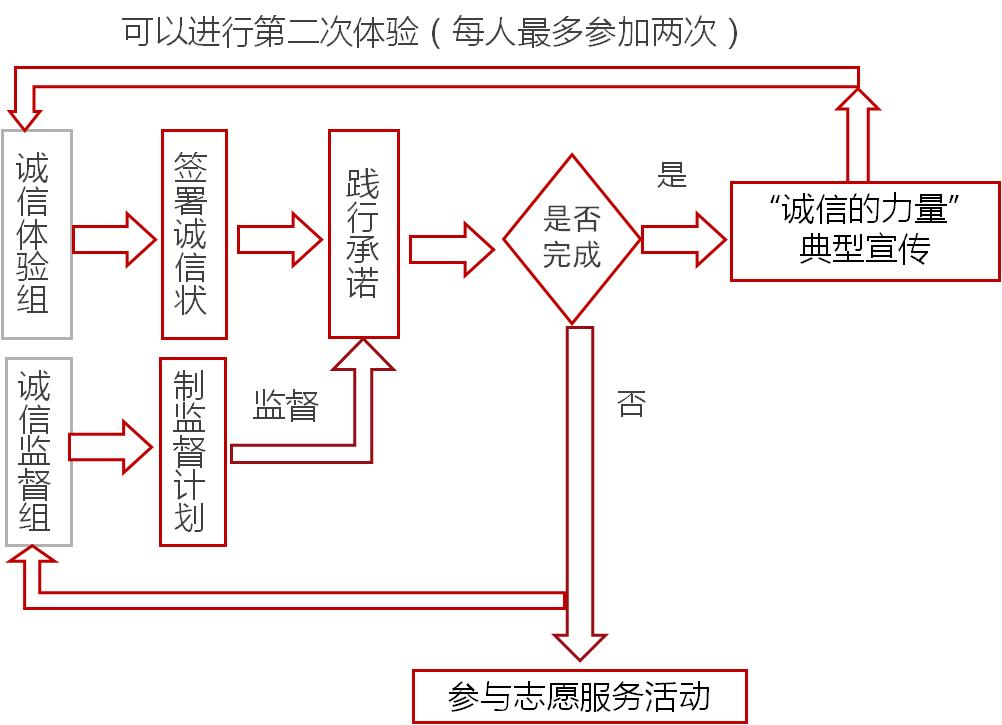 可以进行第二次体验（每人最多参加两次）
诚信体验组
签署诚信状
践行承诺
是否
完成
是
“诚信的力量”
典型宣传
诚信监督组
制监督计划
监督
否
参与志愿服务活动